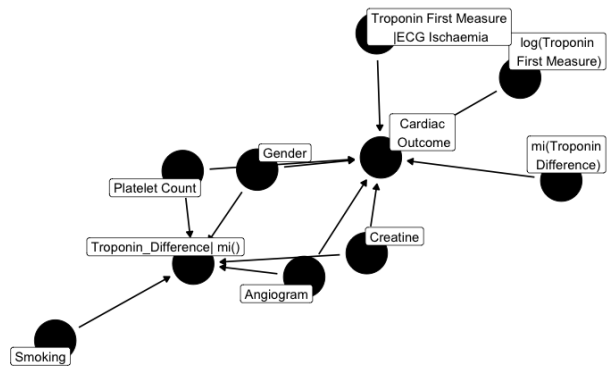 Troponin First Measure
|ECG Ischaemia
log(Troponin
First Measure)
Cardiac
Outcome
Gender
mi(Troponin
Difference)
Platelet Count
Creatine
Troponin_Difference| mi()
Angiogram
Smoking